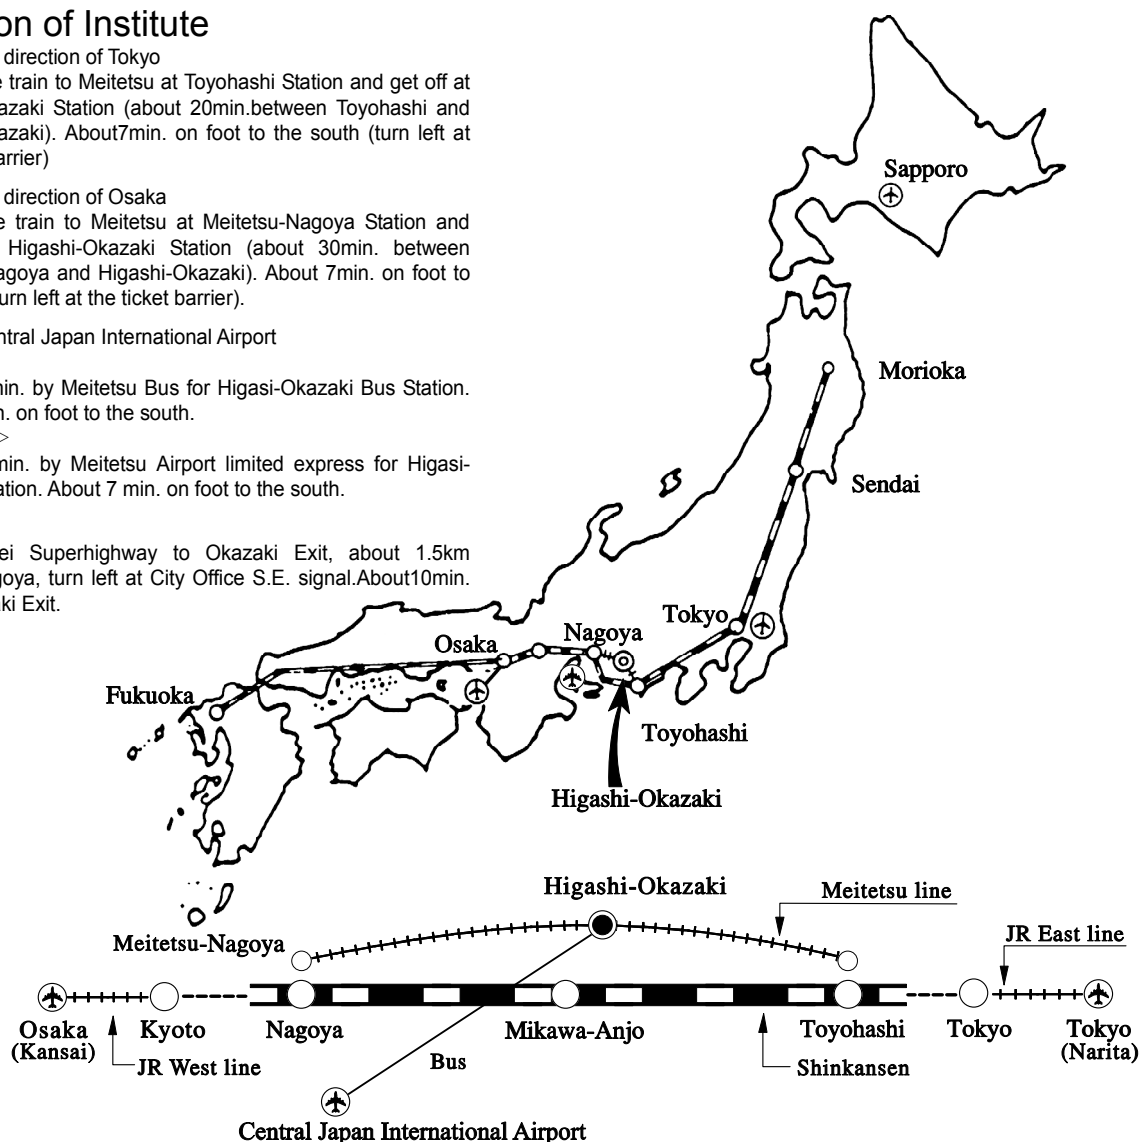 on of Institute
direction of Tokyo
e train to Meitetsu at Toyohashi Station and get off at
azaki Station (about 20min.between Toyohashi and
azaki). About7min. on foot to the south (turn left at
arrier)
direction of Osaka
e train to Meitetsu at Meitetsu-Nagoya Station and
Higashi-Okazaki Station (about 30min. between
agoya and Higashi-Okazaki). About 7min. on foot to
urn left at the ticket barrier).
ntral Japan International Airport
min. by Meitetsu Bus for Higasi-Okazaki Bus Station.
n. on foot to the south.
>
min. by Meitetsu Airport limited express for Higasi-
ation. About 7 min. on foot to the south.
ei Superhighway to Okazaki Exit, about 1.5km
goya, turn left at City Office S.E. signal.About10min.
aki Exit.
Sapporo
Morioka
Sendai
Tokyo
Nagoya
Osaka
Fukuoka
Toyohashi
Higashi-Okazaki
Higashi-Okazaki
Meitetsu line
Meitetsu-Nagoya
JR East line
Osaka
(Kansai)
Kyoto
Nagoya
Mikawa-Anjo
Toyohashi
Tokyo
Tokyo
(Narita)
JR West line
Bus
Shinkansen
Central Japan International Airport